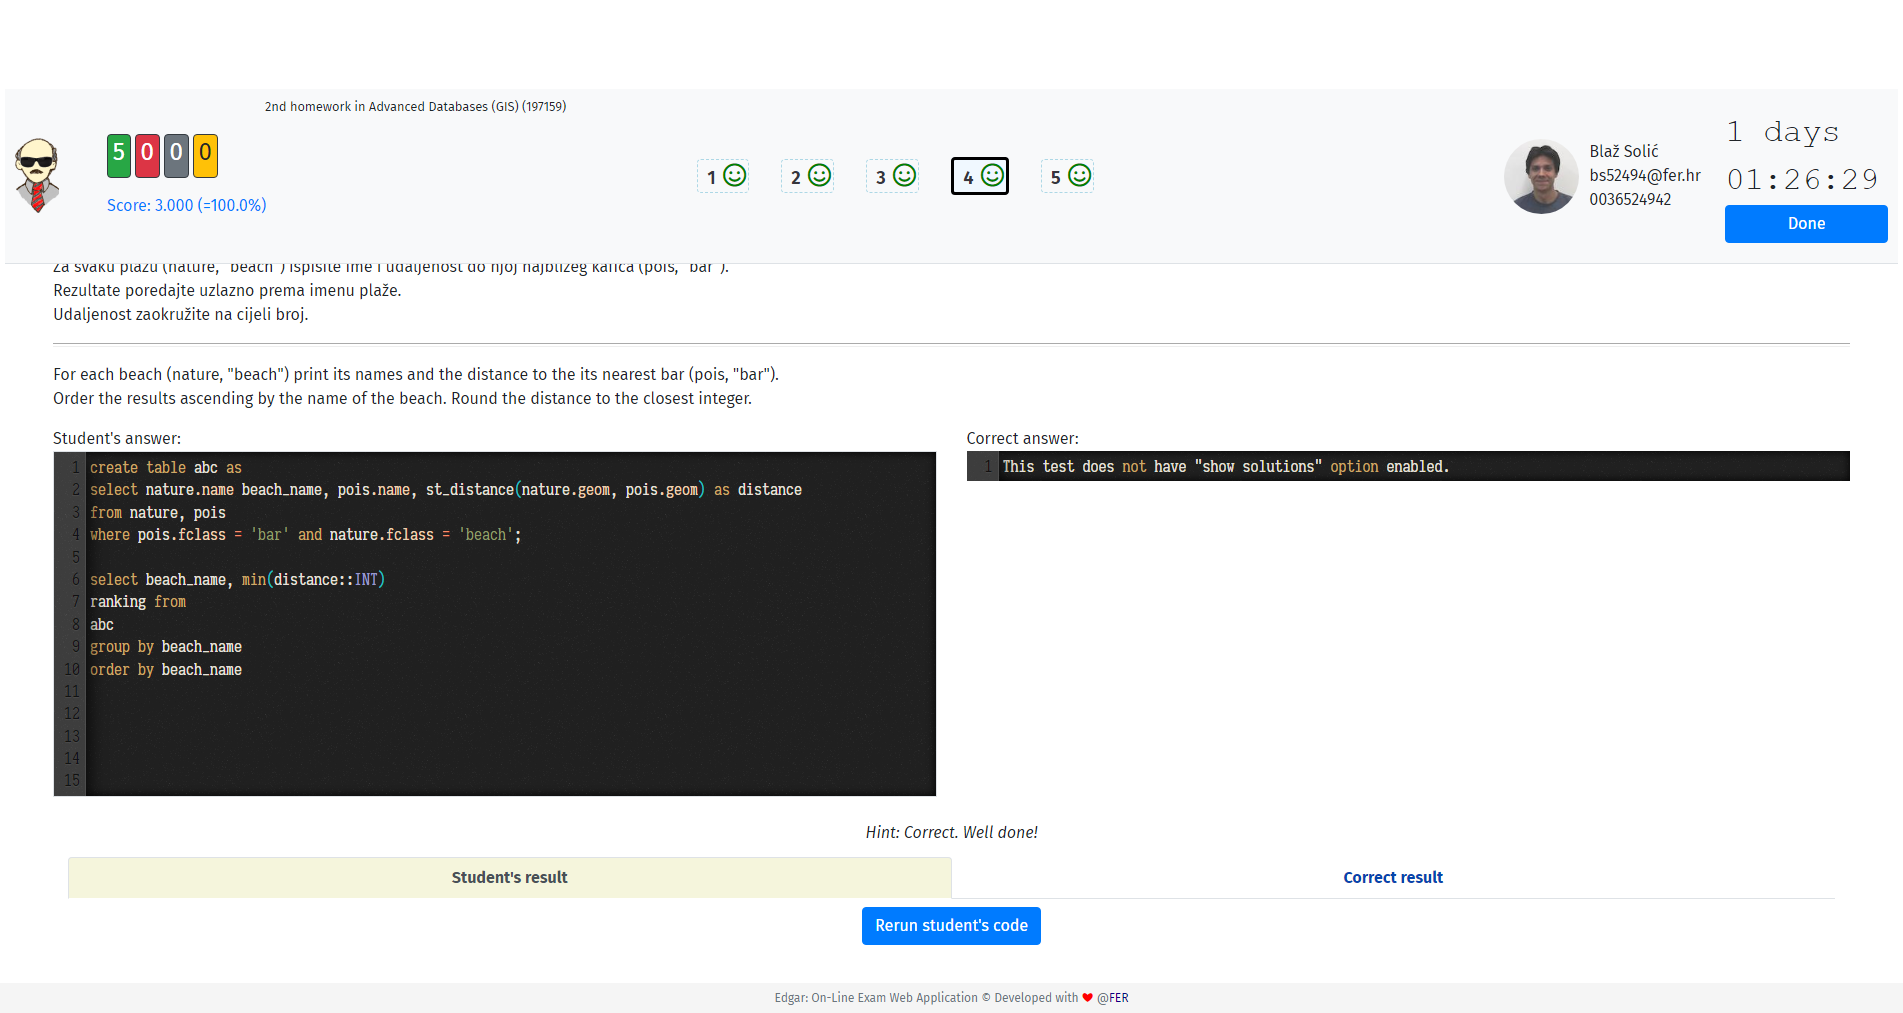 2nd homework in Advanced Databases (GIS) (197159)
5 0 0 0
Score: 3.000 (=100.0%)
1 2 3 4 5
Blaž Solić
bs52494@fer.hr
0036524942
1 days
01:26:29
Done
Za svaku plažu (nature, "beach") ispišite ime i udaljenost do njoj najbližeg kafića (pois, "bar").
Rezultate poredajte uzlazno prema imenu plaže.
Udaljenost zaokružite na cijeli broj.
For each beach (nature, "beach") print its names and the distance to the its nearest bar (pois, "bar").
Order the results ascending by the name of the beach. Round the distance to the closest integer.
Student's answer:
1 create table abc as
2 select nature.name beach_name, pois.name, st_distance(nature.geom, pois.geom) as distance
3 from nature, pois
4 where pois.fclass = 'bar' and nature.fclass = 'beach';
5
6 select beach_name, min(distance::INT)
7 ranking from
8 abc
9 group by beach_name
10 order by beach_name
11
12
13
14
15
Correct answer:
1 This test does not have "show solutions" option enabled.
Hint: Correct. Well done!
Student's result
Correct result
Rerun student's code
Edgar: On-Line Exam Web Application © Developed with ❤ @FER